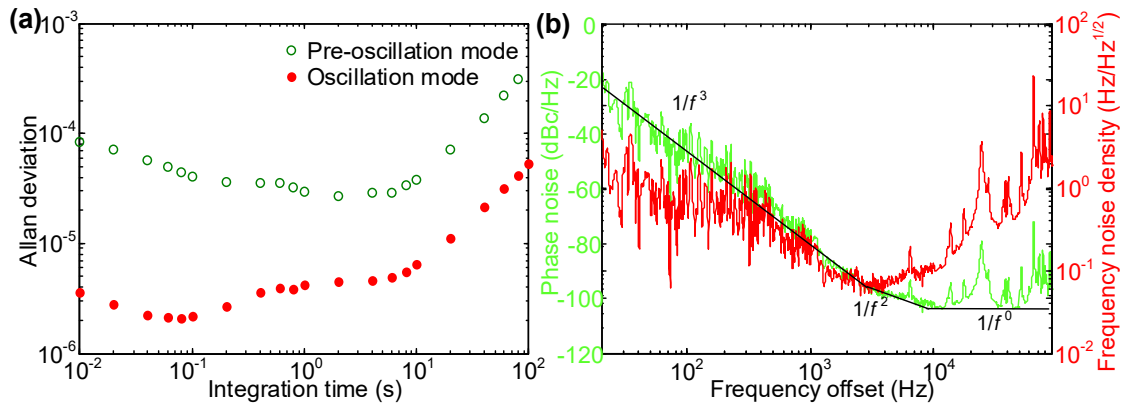 (a)
10⁻³
10⁻⁴
10⁻⁵
10⁻⁶
Allan deviation
Pre-oscillation mode
Oscillation mode
10⁻² 10⁻¹ 10⁰ 10¹ 10²
Integration time (s)
(b)
0
-20
-40
-60
-80
-100
-120
Phase noise (dBc/Hz)
1/f³
1/f²
1/f⁰
10² 10³ 10⁴
Frequency offset (Hz)
10²
10¹
10⁰
10⁻¹
10⁻²
Frequency noise density (Hz/Hz¹ᐟ²)